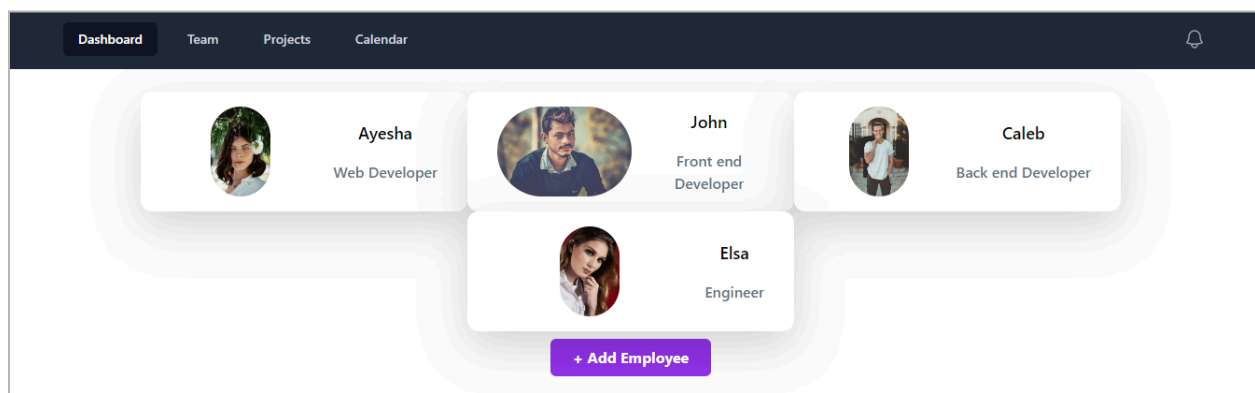 Dashboard Team Projects Calendar
Ayesha
Web Developer
John
Front end
Developer
Caleb
Back end Developer
Elsa
Engineer
+ Add Employee